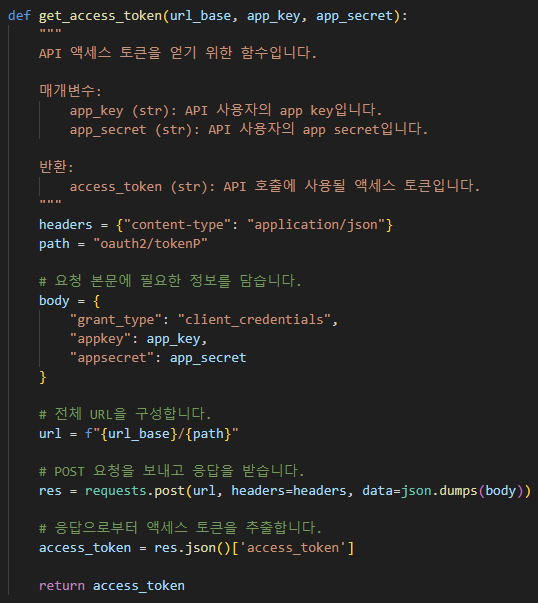 def get_access_token(url_base, app_key, app_secret):
    """
    API 액세스 토큰을 얻기 위한 함수입니다.

    매개변수:
        app_key (str): API 사용자의 app key입니다.
        app_secret (str): API 사용자의 app secret입니다.

    반환:
        access_token (str): API 호출에 사용될 액세스 토큰입니다.
    """
    headers = {"content-type": "application/json"}
    path = "oauth2/tokenP"

    # 요청 본문에 필요한 정보를 담습니다.
    body = {
        "grant_type": "client_credentials",
        "appkey": app_key,
        "appsecret": app_secret
    }

    # 전체 URL을 구성합니다.
    url = f"{url_base}/{path}"

    # POST 요청을 보내고 응답을 받습니다.
    res = requests.post(url, headers=headers, data=json.dumps(body))

    # 응답으로부터 액세스 토큰을 추출합니다.
    access_token = res.json()['access_token']

    return access_token